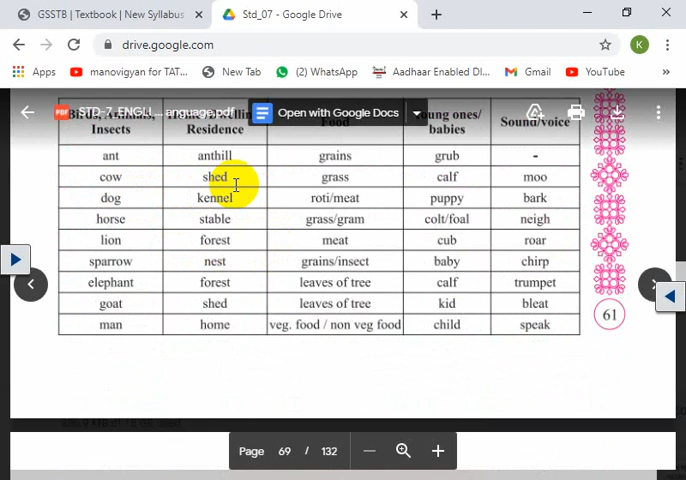 GSSTB | Textbook | New Syllabus
Std_07 - Google Drive
drive.google.com
K
Apps manovigyan for TAT... New Tab (2) WhatsApp Aadhaar Enabled DI... Gmail YouTube
PDF STD-7_ENGLI... anguage.pdf Open with Google Docs
Insects Residence Food Young ones/ babies Sound/voice
ant anthill grains grub -
cow shed grass calf moo
dog kennel roti/meat puppy bark
horse stable grass/gram colt/foal neigh
lion forest meat cub roar
sparrow nest grains/insect baby chirp
elephant forest leaves of tree calf trumpet
goat shed leaves of tree kid bleat
man home veg. food / non veg food child speak
61
Page 69 / 132